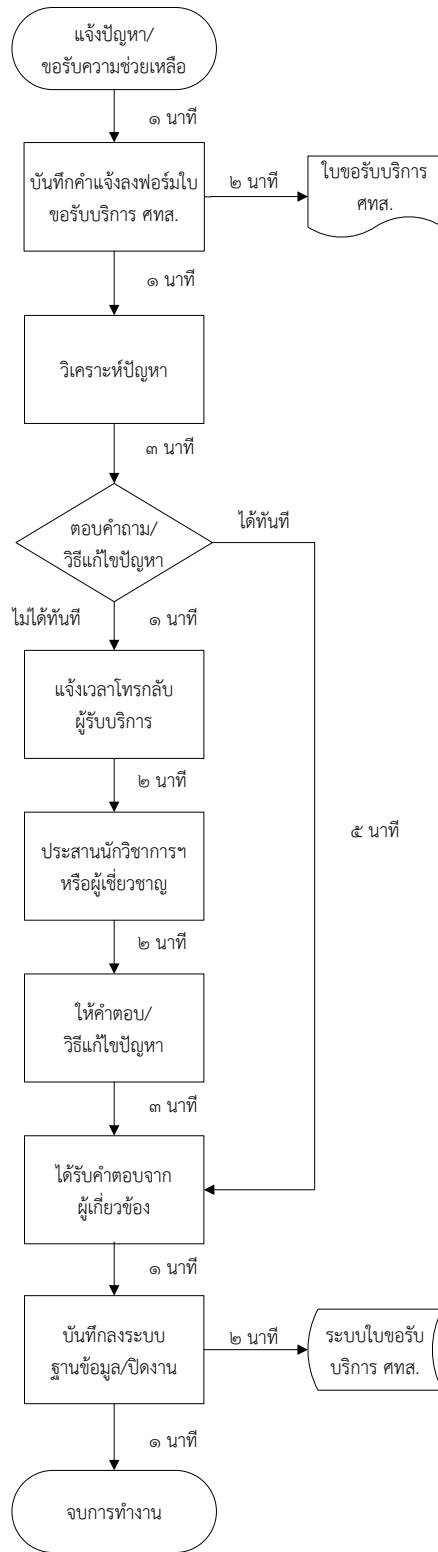 แจ้งปัญหา/
ขอรับความช่วยเหลือ
๑ นาที
บันทึกคำแจ้งลงฟอร์มใบ
ขอรับบริการ ศทส.
๒ นาที
ใบขอรับบริการ
ศทส.
๑ นาที
วิเคราะห์ปัญหา
๓ นาที
ตอบคำถาม/
วิธีแก้ไขปัญหา
ได้ทันที
ไม่ได้ทันที
๑ นาที
แจ้งเวลาโทรกลับ
ผู้รับบริการ
๒ นาที
๕ นาที
ประสานนักวิชาการฯ
หรือผู้เชี่ยวชาญ
๒ นาที
ให้คำตอบ/
วิธีแก้ไขปัญหา
๓ นาที
ได้รับคำตอบจาก
ผู้เกี่ยวข้อง
๑ นาที
บันทึกลงระบบ
ฐานข้อมูล/ปิดงาน
๒ นาที
ระบบใบขอรับ
บริการ ศทส.
๑ นาที
จบการทำงาน